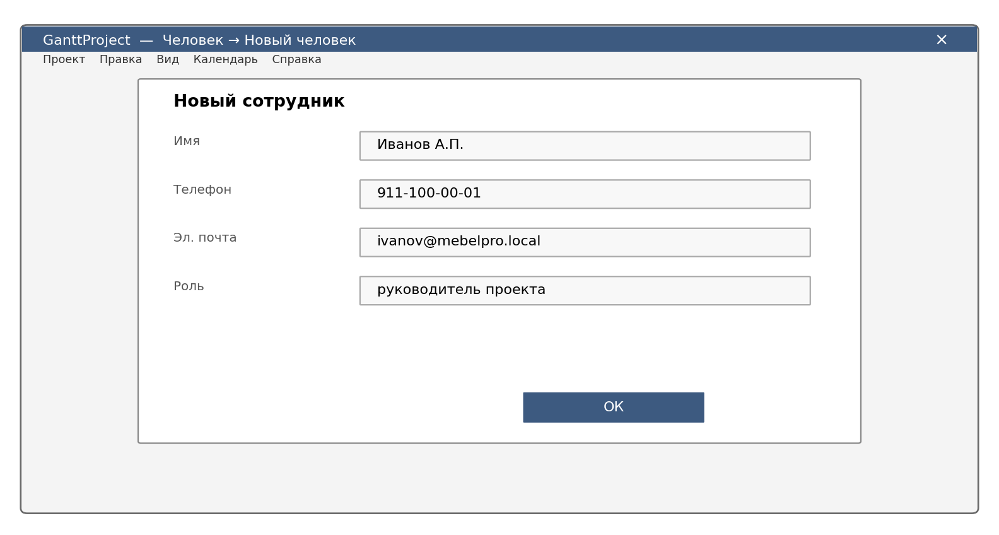 GanttProject — Человек → Новый человек ×
Проект Правка Вид Календарь Справка
Новый сотрудник
Имя Иванов А.П.
Телефон 911-100-00-01
Эл. почта ivanov@mebelpro.local
Роль руководитель проекта
ОК